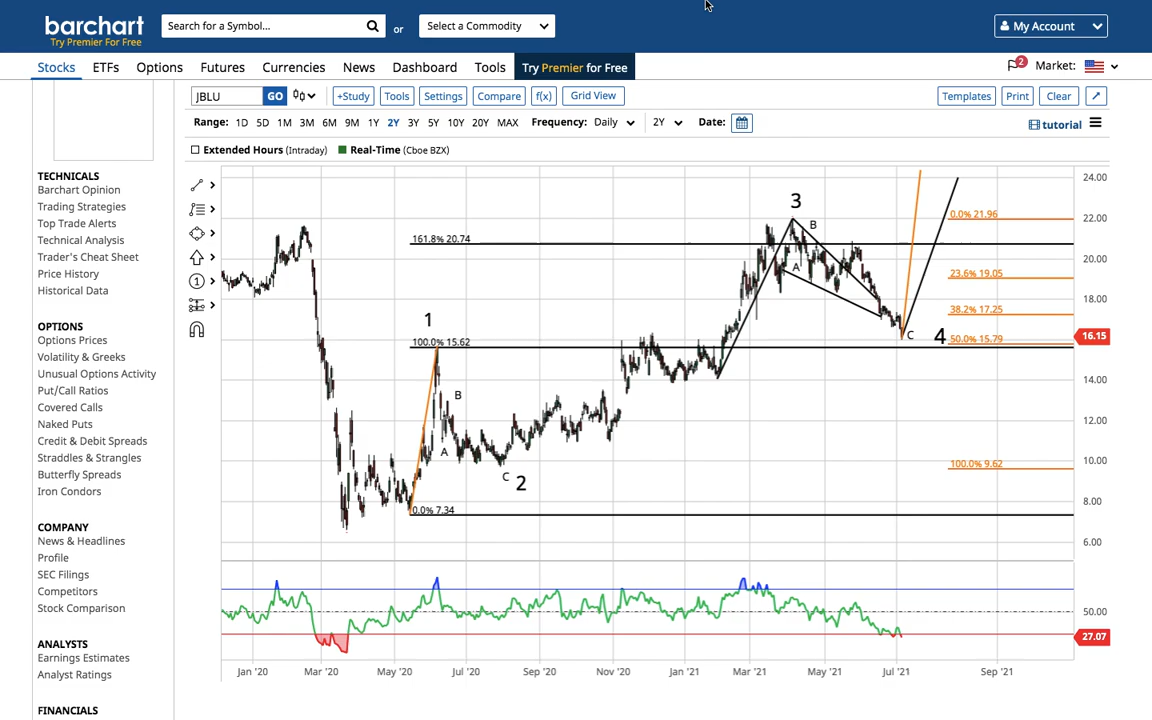 barchart
Try Premier For Free
Search for a Symbol... or Select a Commodity My Account
Stocks ETFs Options Futures Currencies News Dashboard Tools Try Premier for Free 2 Market:
JBLU GO +Study Tools Settings Compare f(x) Grid View Templates Print Clear
Range: 1D 5D 1M 3M 6M 9M 1Y 2Y 3Y 5Y 10Y 20Y MAX Frequency: Daily 2Y Date: tutorial
Extended Hours (Intraday) Real-Time (Cboe BZX)
TECHNICALS
Barchart Opinion
Trading Strategies
Top Trade Alerts
Technical Analysis
Trader's Cheat Sheet
Price History
Historical Data
OPTIONS
Options Prices
Volatility & Greeks
Unusual Options Activity
Put/Call Ratios
Covered Calls
Naked Puts
Credit & Debit Spreads
Straddles & Strangles
Butterfly Spreads
Iron Condors
COMPANY
News & Headlines
Profile
SEC Filings
Competitors
Stock Comparison
ANALYSTS
Earnings Estimates
Analyst Ratings
FINANCIALS
1
24.00
3
0.0% 21.96
22.00
B
161.8% 20.74
20.00
A
23.6% 19.05
18.00
38.2% 17.25
1
C
4
50.0% 15.79
16.15
100.0% 15.62
14.00
B
12.00
A
10.00
100.0% 9.62
C
2
8.00
0.0% 7.34
6.00
50.00
27.07
Jan '20 Mar '20 May '20 Jul '20 Sep '20 Nov '20 Jan '21 Mar '21 May '21 Jul '21 Sep '21